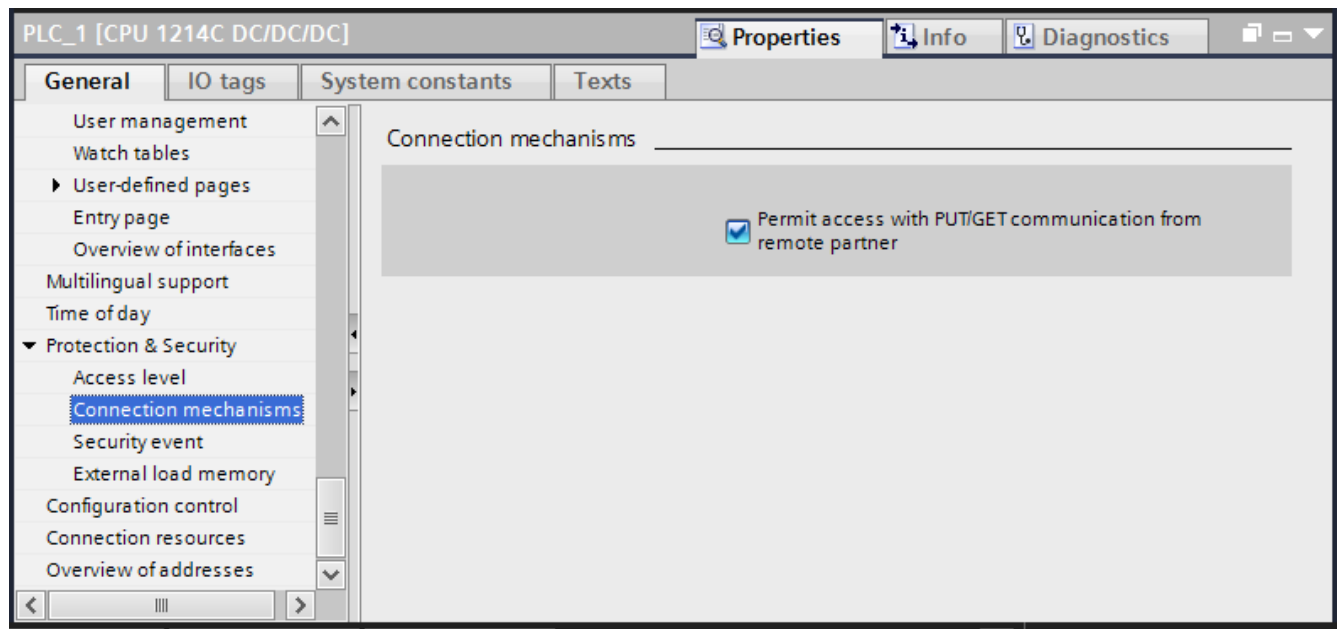 PLC_1 [CPU 1214C DC/DC/DC]
Properties
Info
Diagnostics
General
IO tags
System constants
Texts
User management
Watch tables
User-defined pages
Entry page
Overview of interfaces
Multilingual support
Time of day
Protection & Security
Access level
Connection mechanisms
Security event
External load memory
Configuration control
Connection resources
Overview of addresses
Connection mechanisms
Permit access with PUT/GET communication from
remote partner